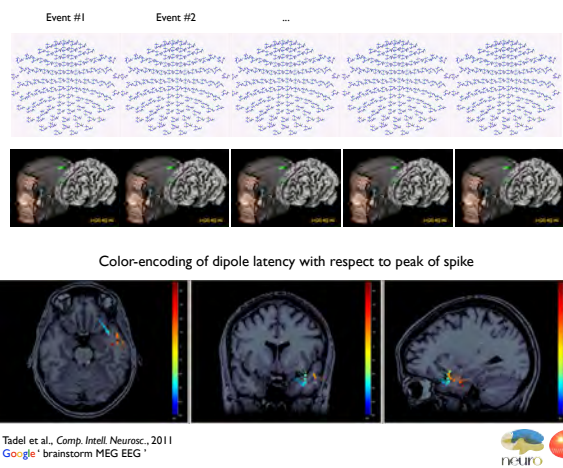 Event #1 Event #2 ...
Color-encoding of dipole latency with respect to peak of spike
Tadel et al., Comp. Intell. Neurosc., 2011
Google ' brainstorm MEG EEG '
neuro